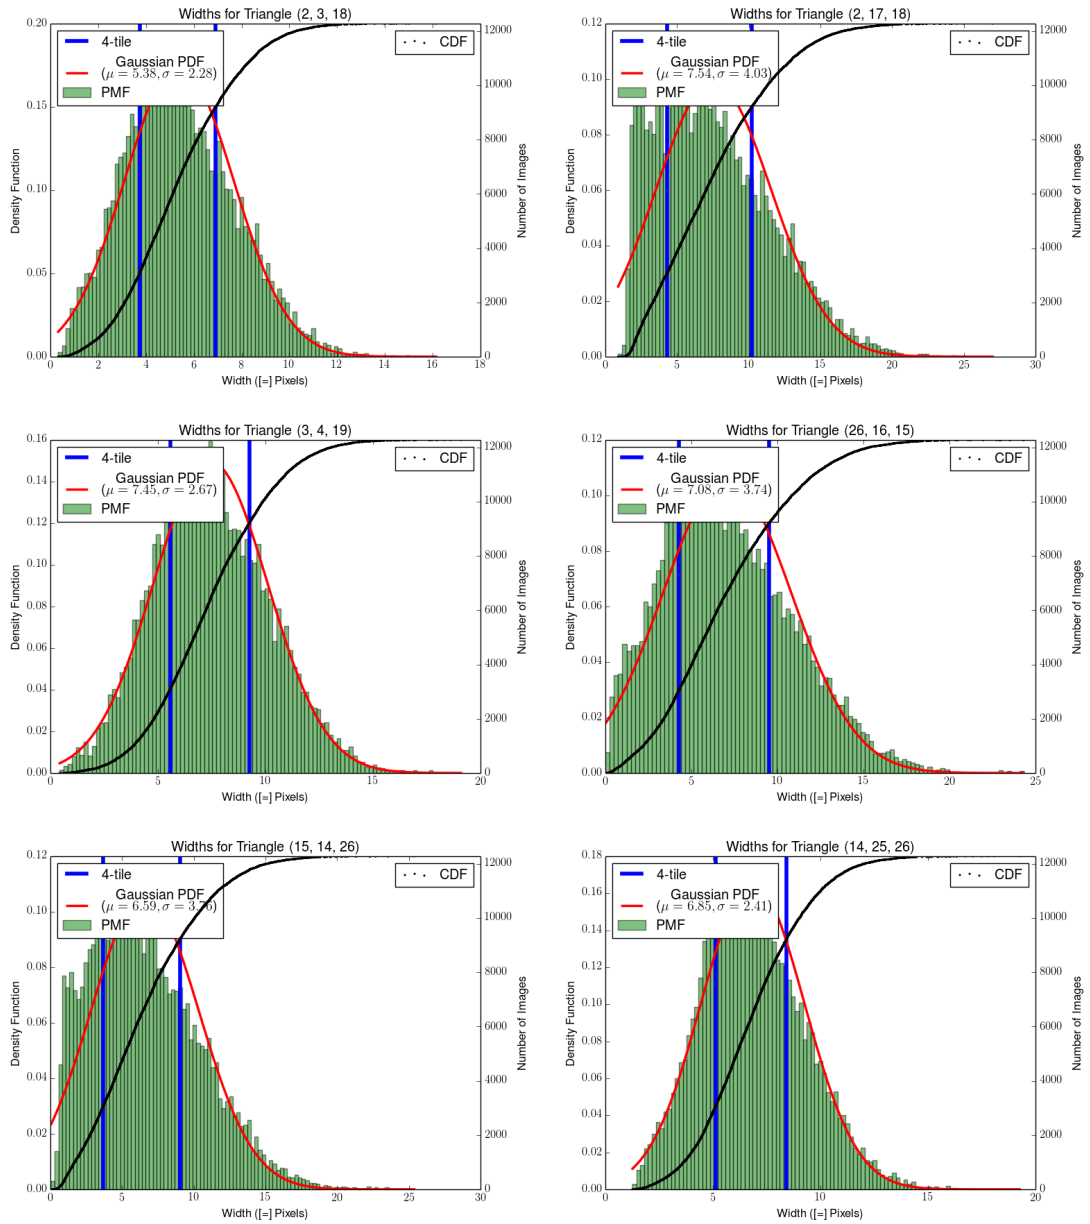 Widths for Triangle (2, 3, 18)
0.20
0.15
0.10
0.05
0.00
Density Function
4-tile
Gaussian PDF
(μ = 5.38, σ = 2.28)
PMF
CDF
12000
10000
8000
6000
4000
2000
0
Number of Images
0 2 4 6 8 10 12 14 16 18
Width ([=] Pixels)
Widths for Triangle (2, 17, 18)
0.12
0.10
0.08
0.06
0.04
0.02
0.00
Density Function
4-tile
Gaussian PDF
(μ = 7.54, σ = 4.03)
PMF
CDF
12000
10000
8000
6000
4000
2000
0
Number of Images
0 5 10 15 20 25 30
Width ([=] Pixels)
Widths for Triangle (3, 4, 19)
0.16
0.14
0.12
0.10
0.08
0.06
0.04
0.02
0.00
Density Function
4-tile
Gaussian PDF
(μ = 7.45, σ = 2.67)
PMF
CDF
12000
10000
8000
6000
4000
2000
0
Number of Images
0 5 10 15 20
Width ([=] Pixels)
Widths for Triangle (26, 16, 15)
0.12
0.10
0.08
0.06
0.04
0.02
0.00
Density Function
4-tile
Gaussian PDF
(μ = 7.08, σ = 3.74)
PMF
CDF
12000
10000
8000
6000
4000
2000
0
Number of Images
0 5 10 15 20 25
Width ([=] Pixels)
Widths for Triangle (15, 14, 26)
0.12
0.10
0.08
0.06
0.04
0.02
0.00
Density Function
4-tile
Gaussian PDF
(μ = 6.59, σ = 3.76)
PMF
CDF
12000
10000
8000
6000
4000
2000
0
Number of Images
0 5 10 15 20 25 30
Width ([=] Pixels)
Widths for Triangle (14, 25, 26)
0.18
0.16
0.14
0.12
0.10
0.08
0.06
0.04
0.02
0.00
Density Function
4-tile
Gaussian PDF
(μ = 6.85, σ = 2.41)
PMF
CDF
12000
10000
8000
6000
4000
2000
0
Number of Images
0 5 10 15 20
Width ([=] Pixels)